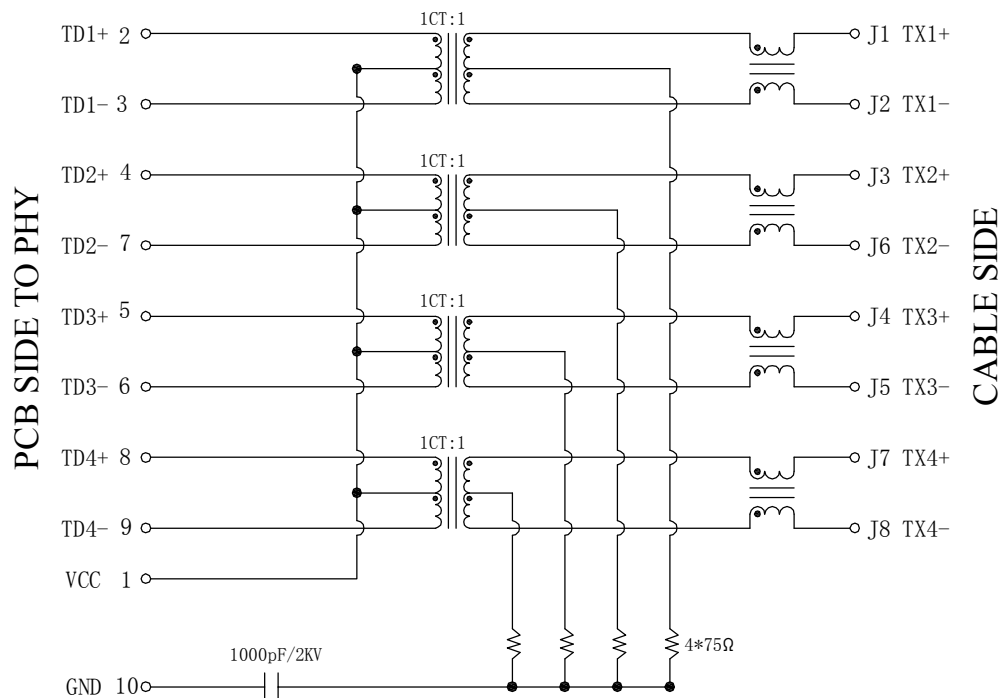 1CT:1
TD1+ 2
J1 TX1+
TD1- 3
J2 TX1-
1CT:1
TD2+ 4
J3 TX2+
TD2- 7
J6 TX2-
PCB SIDE TO PHY
CABLE SIDE
1CT:1
TD3+ 5
J4 TX3+
TD3- 6
J5 TX3-
1CT:1
TD4+ 8
J7 TX4+
TD4- 9
J8 TX4-
VCC 1
4*75Ω
1000pF/2KV
GND 10